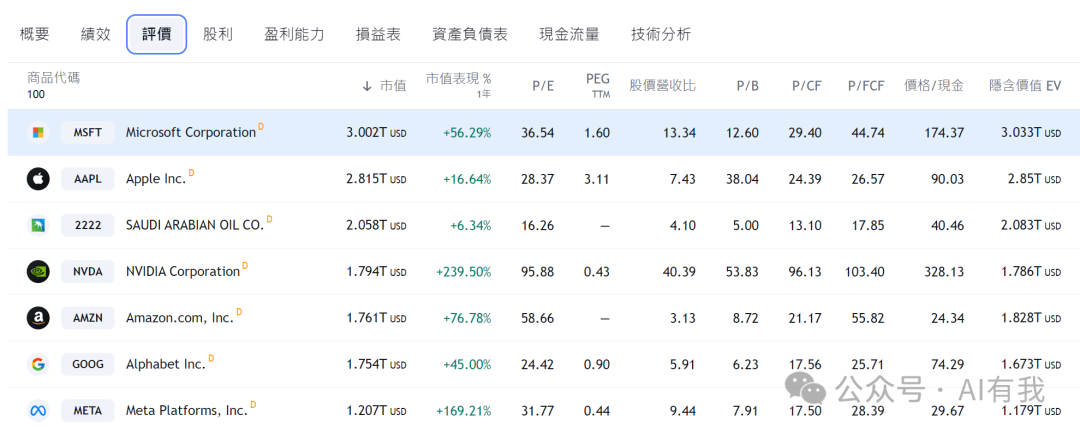 概要 績效 評價 股利 盈利能力 損益表 資產負債表 現金流量 技術分析
商品代碼 100 ↓ 市值 市值表現 % 1年 P/E PEG TTM 股價營收比 P/B P/CF P/FCF 價格/現金 隱含價值 EV
MSFT Microsoft Corporation D 3.002T USD +56.29% 36.54 1.60 13.34 12.60 29.40 44.74 174.37 3.033T USD
AAPL Apple Inc. D 2.815T USD +16.64% 28.37 3.11 7.43 38.04 24.39 26.57 90.03 2.85T USD
2222 SAUDI ARABIAN OIL CO. D 2.058T USD +6.34% 16.26 — 4.10 5.00 13.10 17.85 40.46 2.083T USD
NVDA NVIDIA Corporation D 1.794T USD +239.50% 95.88 0.43 40.39 53.83 96.13 103.40 328.13 1.786T USD
AMZN Amazon.com, Inc. D 1.761T USD +76.78% 58.66 — 3.13 8.72 21.17 55.82 24.34 1.828T USD
GOOG Alphabet Inc. D 1.754T USD +45.00% 24.42 0.90 5.91 6.23 17.56 25.71 74.29 1.673T USD
META Meta Platforms, Inc. D 1.207T USD +169.21% 31.77 0.44 9.44 7.91 17.50 28.39 29.67 1.179T USD
公众号 · AI有我